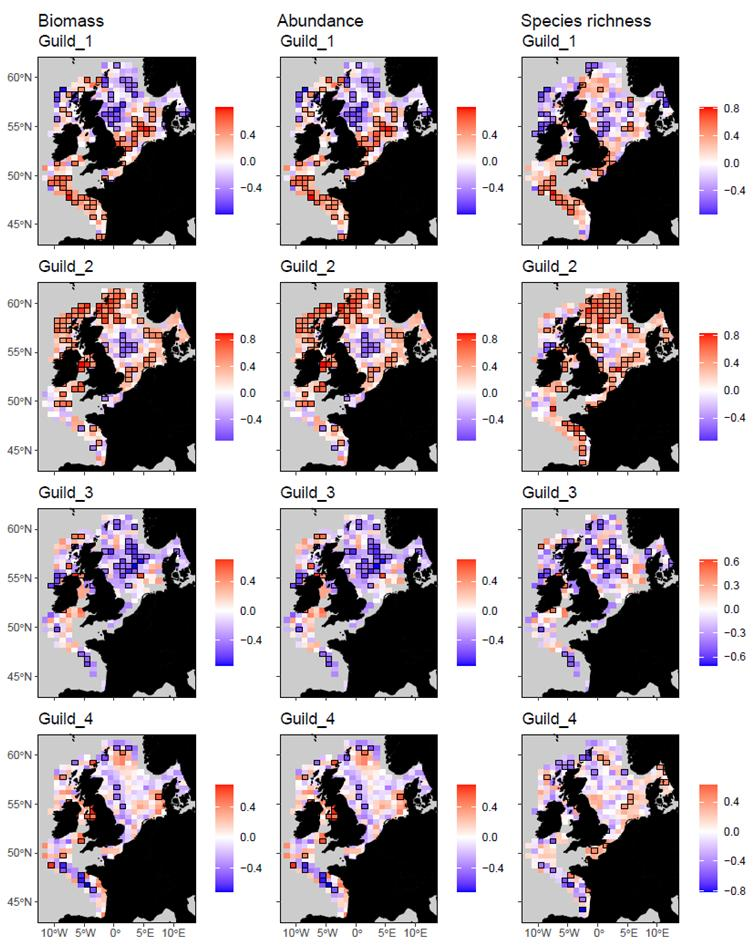 Biomass Abundance Species richness
Guild_1 Guild_1 Guild_1
60°N
55°N
50°N
45°N
0.4
0.0
−0.4
0.4
0.0
−0.4
0.8
0.4
0.0
−0.4
Guild_2 Guild_2 Guild_2
60°N
55°N
50°N
45°N
0.8
0.4
0.0
−0.4
0.8
0.4
0.0
−0.4
0.8
0.4
0.0
−0.4
Guild_3 Guild_3 Guild_3
60°N
55°N
50°N
45°N
0.4
0.0
−0.4
0.4
0.0
−0.4
0.6
0.3
0.0
−0.3
−0.6
Guild_4 Guild_4 Guild_4
60°N
55°N
50°N
45°N
0.4
0.0
−0.4
0.4
0.0
−0.4
0.4
0.0
−0.4
−0.8
10°W 5°W 0° 5°E 10°E 10°W 5°W 0° 5°E 10°E 10°W 5°W 0° 5°E 10°E